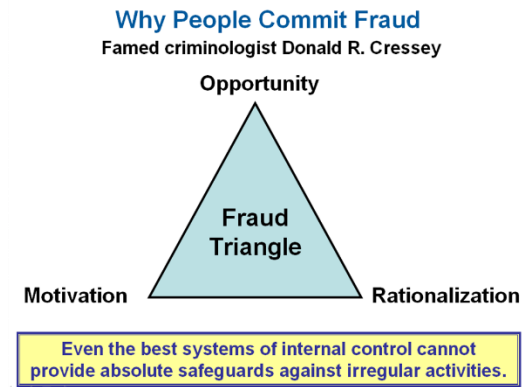 Why People Commit Fraud
Famed criminologist Donald R. Cressey
Opportunity
Fraud
Triangle
Motivation
Rationalization
Even the best systems of internal control cannot
provide absolute safeguards against irregular activities.